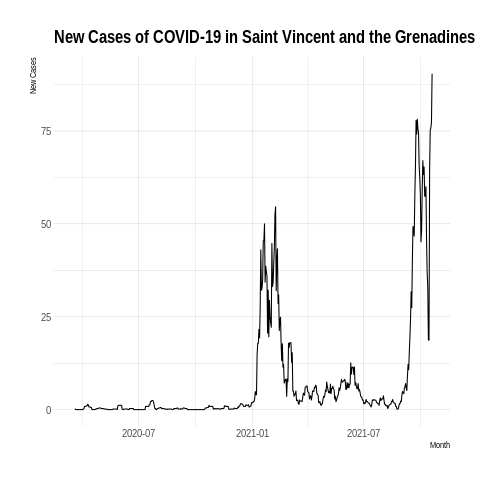 New Cases of COVID-19 in Saint Vincent and the Grenadines
New Cases
75
50
25
0
2020-07 2021-01 2021-07
Month